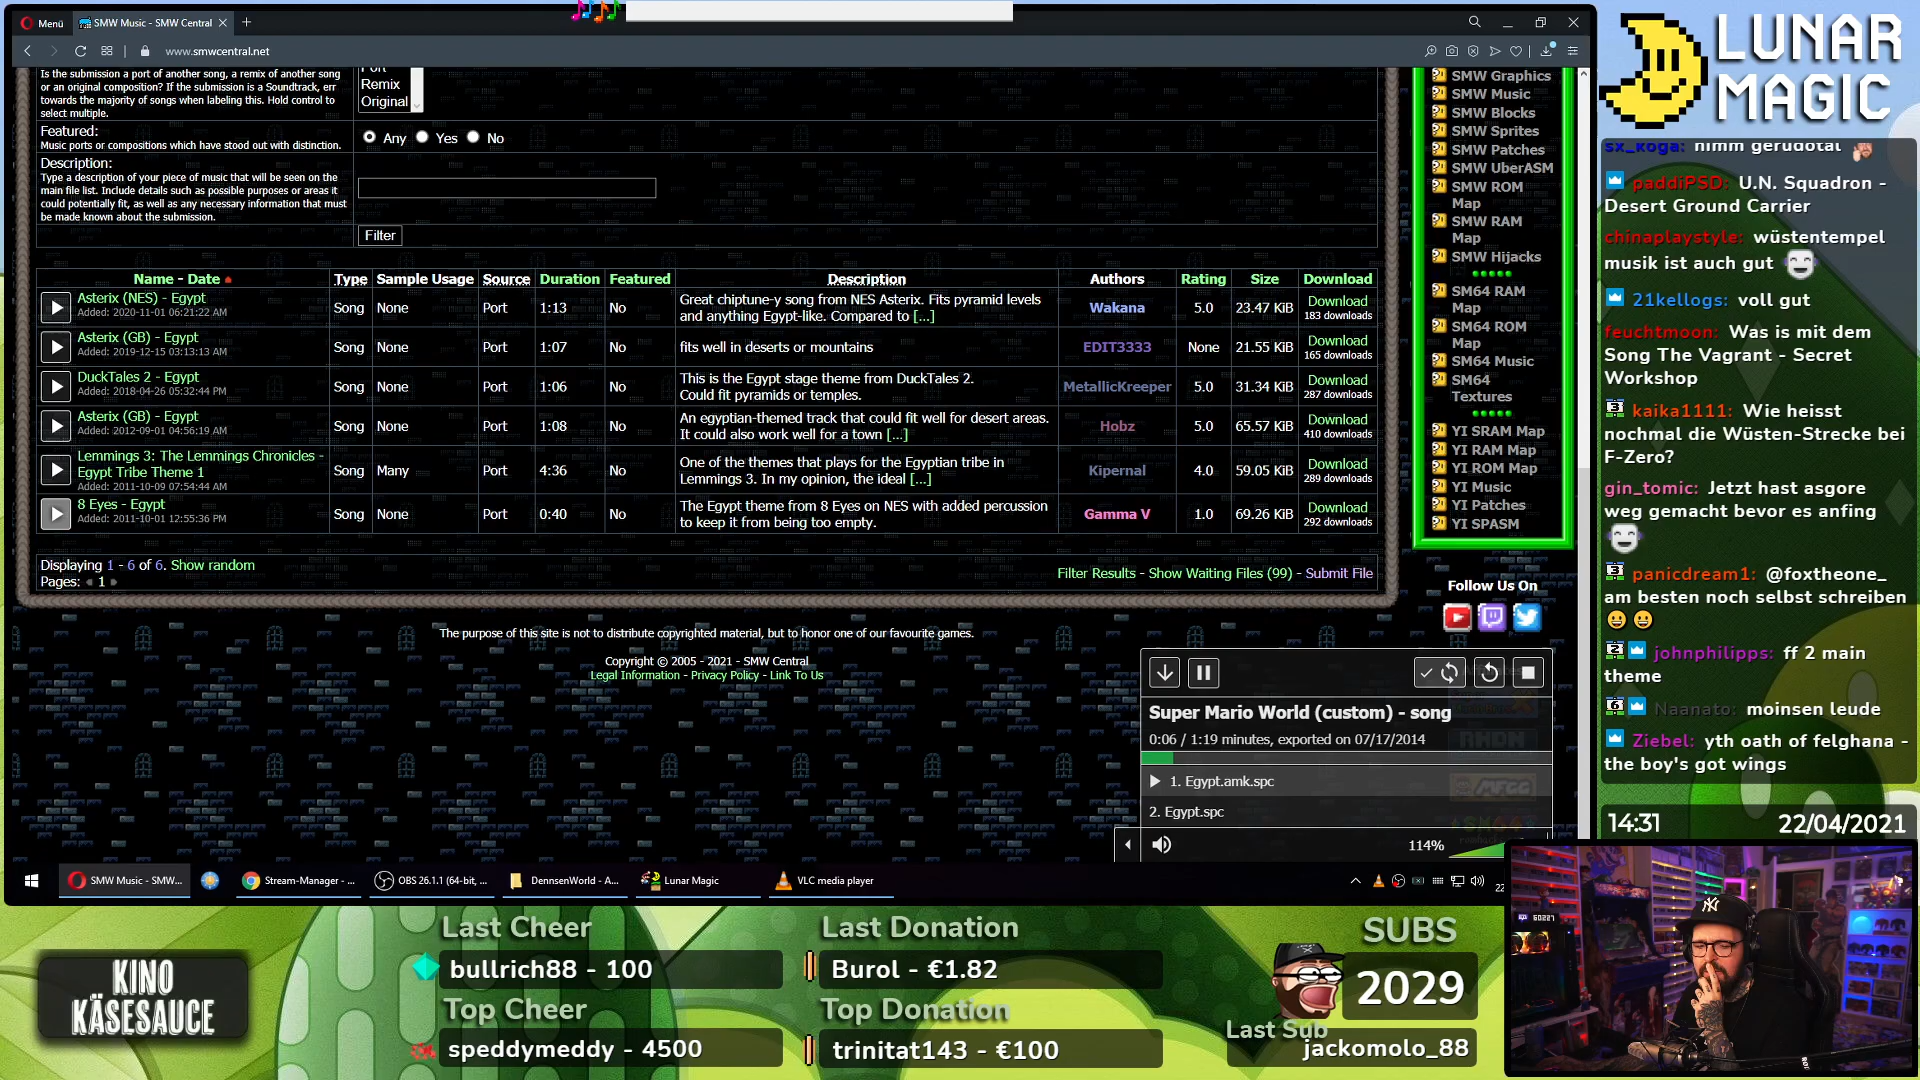 Menü
SMW Music - SMW Central
www.smwcentral.net
Is the submission a port of another song, a remix of another song
or an original composition? If the submission is a Soundtrack, err
towards the majority of songs when labeling this. Hold control to
select multiple.
Port
Remix
Original
Featured:
Music ports or compositions which have stood out with distinction.
Any Yes No
Description:
Type a description of your piece of music that will be seen on the
main file list. Include details such as possible purposes or areas it
could potentially fit, as well as any necessary information that must
be made known about the submission.
Filter
Name - Date Type Sample Usage Source Duration Featured Description Authors Rating Size Download
Asterix (NES) - Egypt
Added: 2020-11-01 06:21:22 AM
Song None Port 1:13 No
Great chiptune-y song from NES Asterix. Fits pyramid levels
and anything Egypt-like. Compared to [...]
Wakana 5.0 23.47 KiB
Download
183 downloads
Asterix (GB) - Egypt
Added: 2019-12-15 03:13:13 AM
Song None Port 1:07 No
fits well in deserts or mountains
EDIT3333 None 21.55 KiB
Download
165 downloads
DuckTales 2 - Egypt
Added: 2018-04-26 05:32:44 PM
Song None Port 1:06 No
This is the Egypt stage theme from DuckTales 2.
Could fit pyramids or temples.
MetallicKreeper 5.0 31.34 KiB
Download
287 downloads
Asterix (GB) - Egypt
Added: 2012-09-01 04:56:19 AM
Song None Port 1:08 No
An egyptian-themed track that could fit well for desert areas.
It could also work well for a town [...]
Hobz 5.0 65.57 KiB
Download
410 downloads
Lemmings 3: The Lemmings Chronicles -
Egypt Tribe Theme 1
Added: 2011-10-09 07:54:44 AM
Song Many Port 4:36 No
One of the themes that plays for the Egyptian tribe in
Lemmings 3. In my opinion, the ideal [...]
Kipernal 4.0 59.05 KiB
Download
289 downloads
8 Eyes - Egypt
Added: 2011-10-01 12:55:36 PM
Song None Port 0:40 No
The Egypt theme from 8 Eyes on NES with added percussion
to keep it from being too empty.
Gamma V 1.0 69.26 KiB
Download
292 downloads
Displaying 1 - 6 of 6. Show random
Pages: 1
Filter Results - Show Waiting Files (99) - Submit File
The purpose of this site is not to distribute copyrighted material, but to honor one of our favourite games.
Copyright © 2005 - 2021 - SMW Central
Legal Information - Privacy Policy - Link To Us
SMW Graphics
SMW Music
SMW Blocks
SMW Sprites
SMW Patches
SMW UberASM
SMW ROM
Map
SMW RAM
Map
SMW Hijacks
SM64 RAM
Map
SM64 ROM
Map
SM64 Music
SM64
Textures
YI SRAM Map
YI RAM Map
YI ROM Map
YI Music
YI Patches
YI SPASM
Follow Us On
Super Mario World (custom) - song
0:06 / 1:19 minutes, exported on 07/17/2014
1. Egypt.amk.spc
2. Egypt.spc
114%
SMW Music - SMW...
Stream-Manager - ...
OBS 26.1.1 (64-bit, ...
DennsenWorld - A...
Lunar Magic
VLC media player
LUNAR
MAGIC
sx_koga: nimm gerudotal
paddiPSD: U.N. Squadron -
Desert Ground Carrier
chinaplaystyle: wüstentempel
musik ist auch gut
21kellogs: voll gut
feuchtmoon: Was is mit dem
Song The Vagrant - Secret
Workshop
kaika1111: Wie heisst
nochmal die Wüsten-Strecke bei
F-Zero?
gin_tomic: Jetzt hast asgore
weg gemacht bevor es anfing
panicdream1: @foxtheone_
am besten noch selbst schreiben
johnphilipps: ff 2 main
theme
Naanato: moinsen leude
Ziebel: yth oath of felghana -
the boy's got wings
14:31 22/04/2021
KINO
KÄSESAUCE
Last Cheer
bullrich88 - 100
Top Cheer
speddymeddy - 4500
Last Donation
Burol - €1.82
Top Donation
trinitat143 - €100
SUBS
2029
Last Sub
jackomolo_88